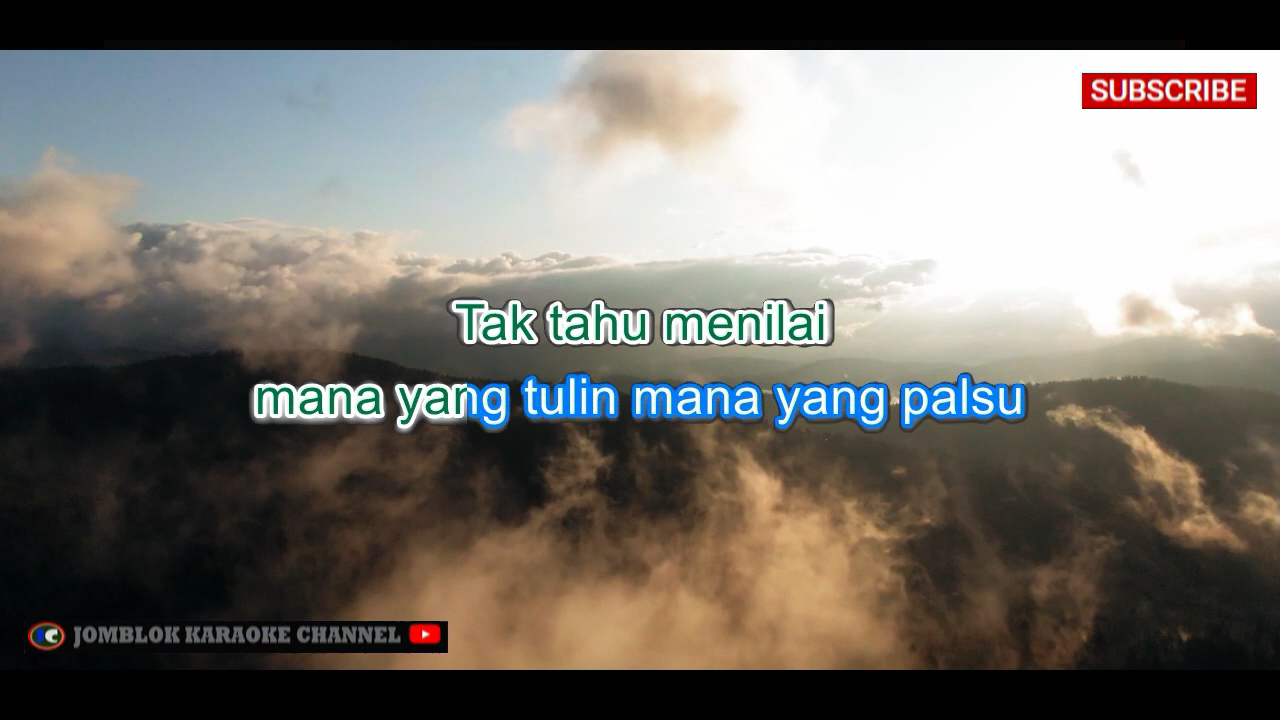 SUBSCRIBE
Tak tahu menilai
mana yang tulin mana yang palsu
JOMBLOK KARAOKE CHANNEL